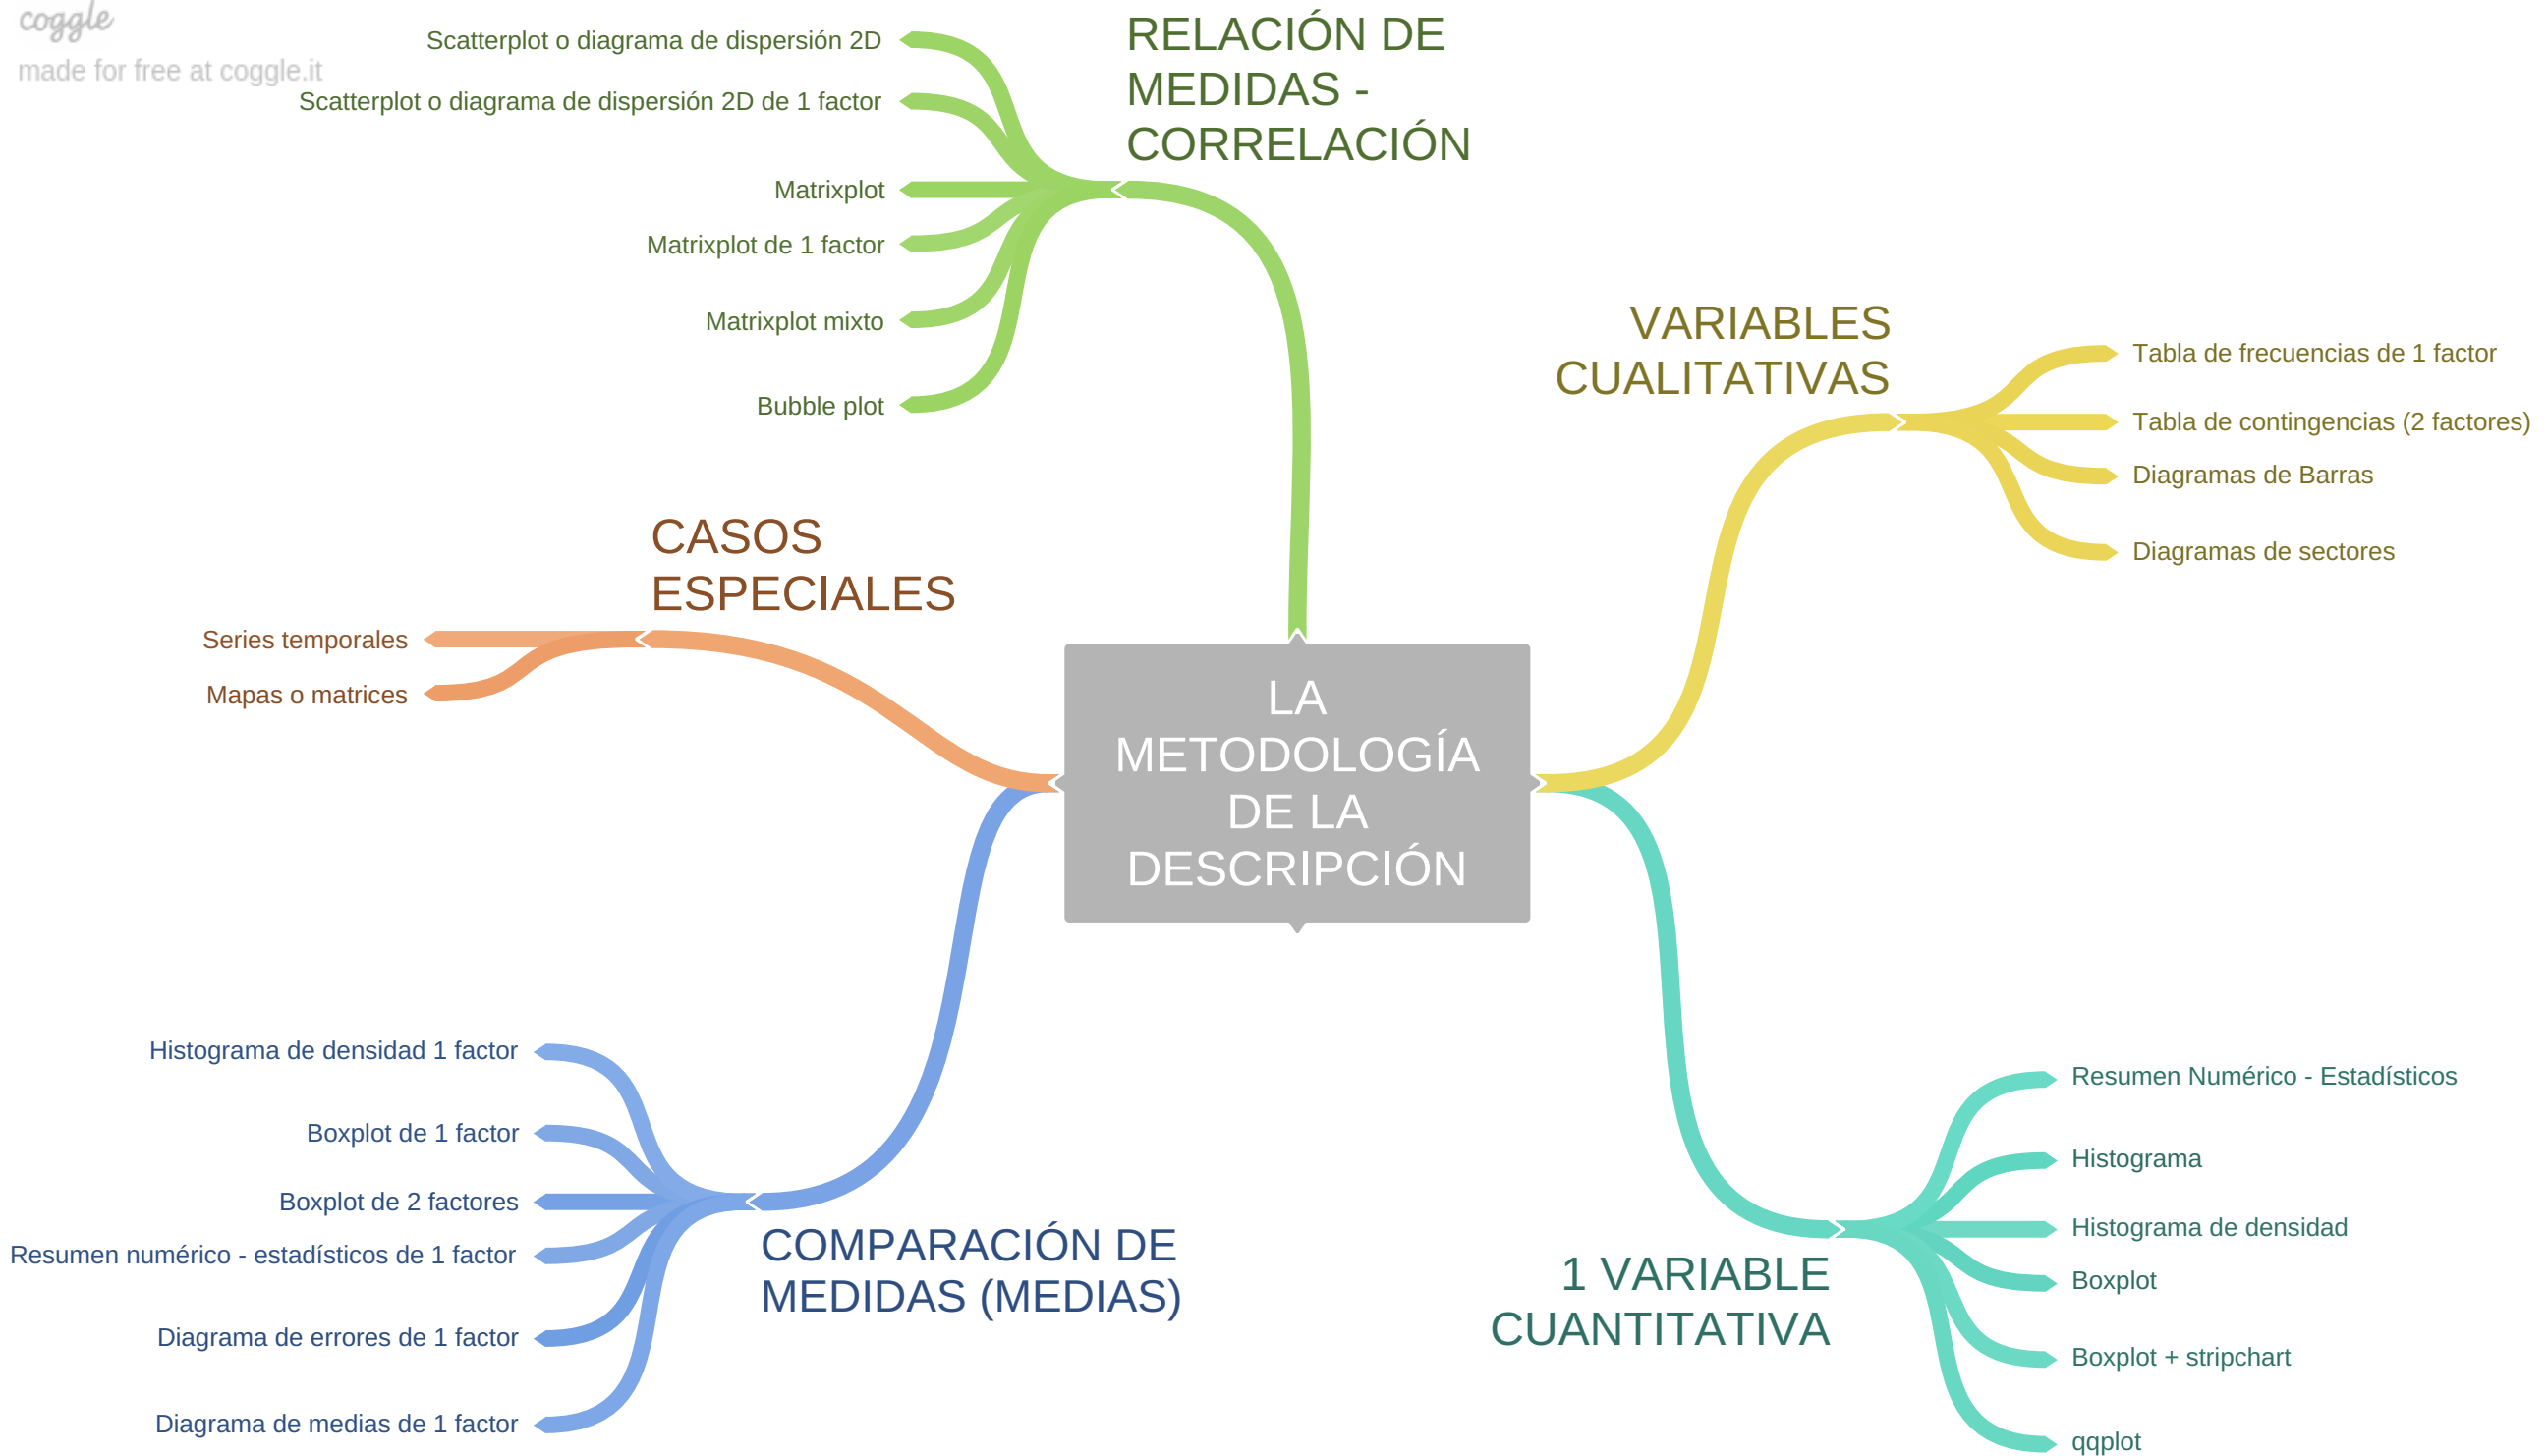 coggle
made for free at coggle.it
RELACIÓN DE
MEDIDAS -
CORRELACIÓN
Scatterplot o diagrama de dispersión 2D
Scatterplot o diagrama de dispersión 2D de 1 factor
Matrixplot
Matrixplot de 1 factor
Matrixplot mixto
Bubble plot
VARIABLES
CUALITATIVAS
Tabla de frecuencias de 1 factor
Tabla de contingencias (2 factores)
Diagramas de Barras
Diagramas de sectores
CASOS
ESPECIALES
Series temporales
Mapas o matrices
LA
METODOLOGÍA
DE LA
DESCRIPCIÓN
Histograma de densidad 1 factor
Boxplot de 1 factor
Boxplot de 2 factores
Resumen numérico - estadísticos de 1 factor
Diagrama de errores de 1 factor
Diagrama de medias de 1 factor
COMPARACIÓN DE
MEDIDAS (MEDIAS)
1 VARIABLE
CUANTITATIVA
Resumen Numérico - Estadísticos
Histograma
Histograma de densidad
Boxplot
Boxplot + stripchart
qqplot